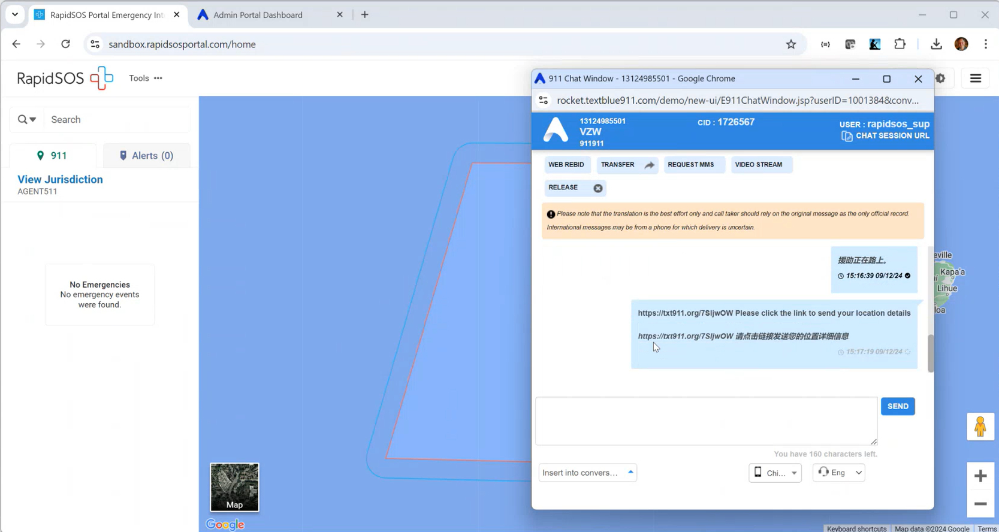 RapidSOS Portal Emergency Int
Admin Portal Dashboard
sandbox.rapidsosportal.com/home
RapidSOS
Tools
Search
911
Alerts (0)
View Jurisdiction
AGENT511
No Emergencies
No emergency events
were found.
Map
Google
911 Chat Window - 13124985501 - Google Chrome
rocket.textblue911.com/demo/new-ui/E911ChatWindow.jsp?userID=1001384&conv...
13124985501
VZW
911911
CID : 1726567
USER : rapidsos_sup
CHAT SESSION URL
WEB REBID
TRANSFER
REQUEST MMS
VIDEO STREAM
RELEASE
Please note that the translation is the best effort only and call taker should rely on the original message as the only official record.
International messages may be from a phone for which delivery is uncertain.
援助正在路上。
15:16:39 09/12/24
https://txt911.org/7SljwOW Please click the link to send your location details
https://txt911.org/7SljwOW 请点击链接发送您的位置详细信息
15:17:19 09/12/24
SEND
You have 160 characters left.
Insert into convers...
Chi...
Eng
eville
Kapa'a
Lihue
loa
Keyboard shortcuts
Map data ©2024 Google
Terms